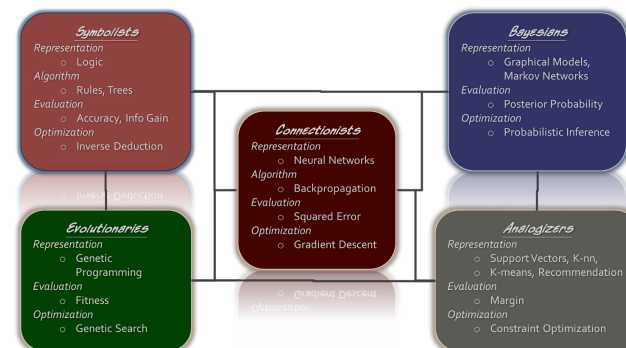 Symbolists
Representation
○ Logic
Algorithm
○ Rules, Trees
Evaluation
○ Accuracy, Info Gain
Optimization
○ Inverse Deduction
Bayesians
Representation
○ Graphical Models,
Markov Networks
Evaluation
○ Posterior Probability
Optimization
○ Probabilistic Inference
Connectionists
Representation
○ Neural Networks
Algorithm
○ Backpropagation
Evaluation
○ Squared Error
Optimization
○ Gradient Descent
Evolutionaries
Representation
○ Genetic
Programming
Evaluation
○ Fitness
Optimization
○ Genetic Search
Analogizers
Representation
○ Support Vectors, K-nn,
○ K-means, Recommendation
Evaluation
○ Margin
Optimization
○ Constraint Optimization